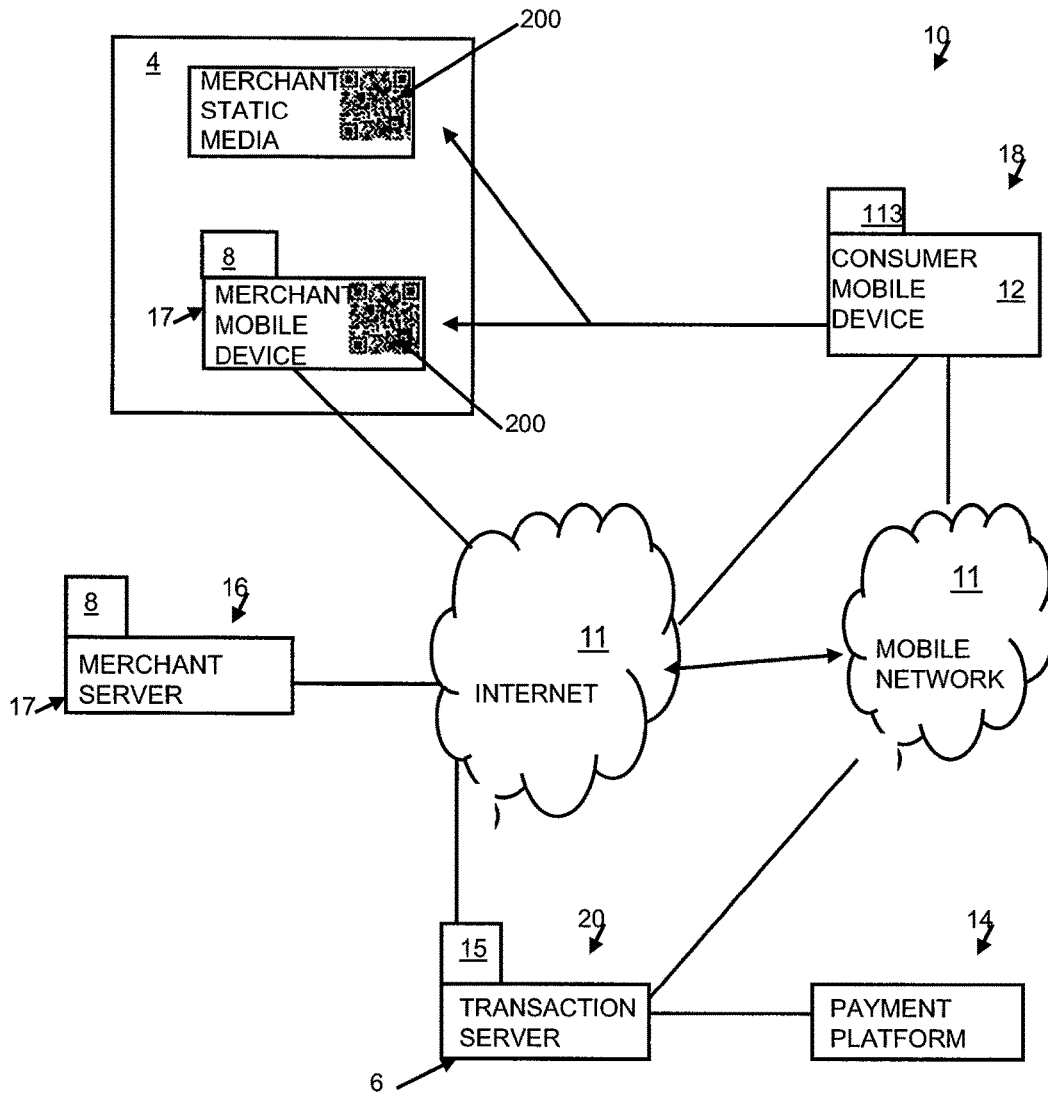 200
10
4
MERCHANT
STATIC
MEDIA
18
113
8
CONSUMER
MOBILE
DEVICE
12
17
MERCHANT
MOBILE
DEVICE
200
11
11
8
16
MERCHANT
SERVER
17
INTERNET
MOBILE
NETWORK
15
20
14
TRANSACTION
SERVER
PAYMENT
PLATFORM
6